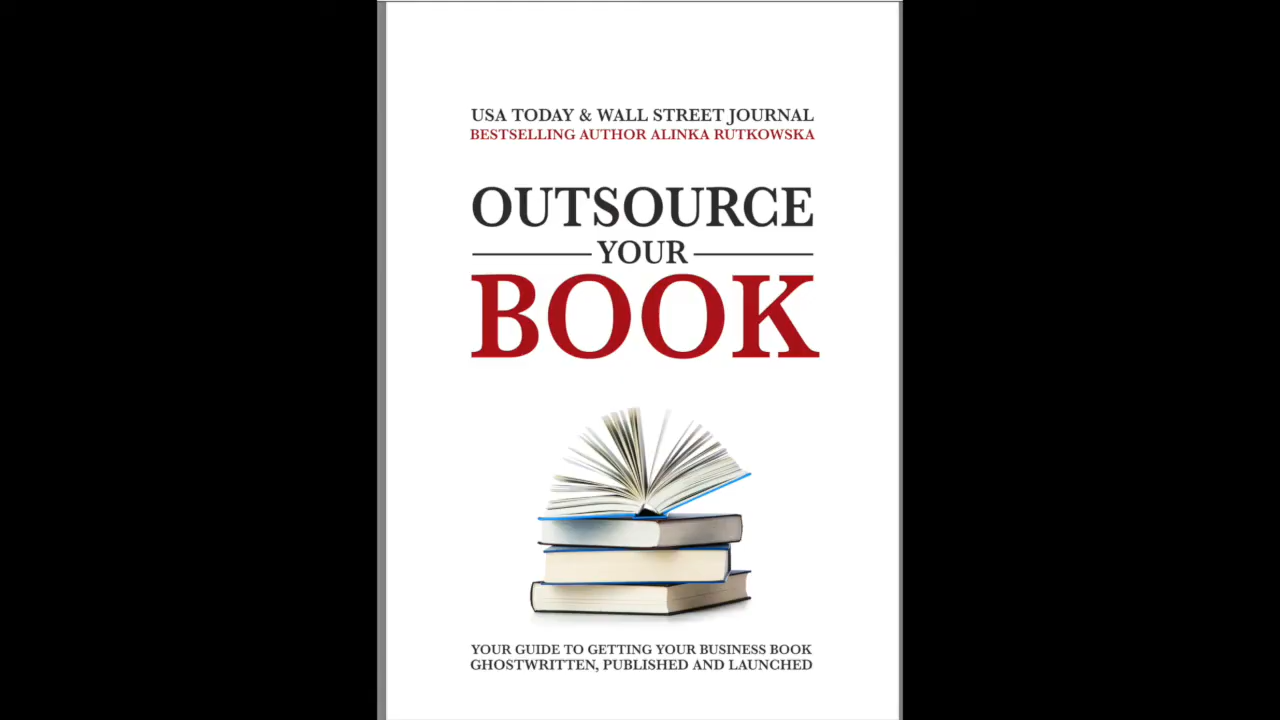 USA TODAY & WALL STREET JOURNAL
BESTSELLING AUTHOR ALINKA RUTKOWSKA
OUTSOURCE
YOUR
BOOK
YOUR GUIDE TO GETTING YOUR BUSINESS BOOK
GHOSTWRITTEN, PUBLISHED AND LAUNCHED